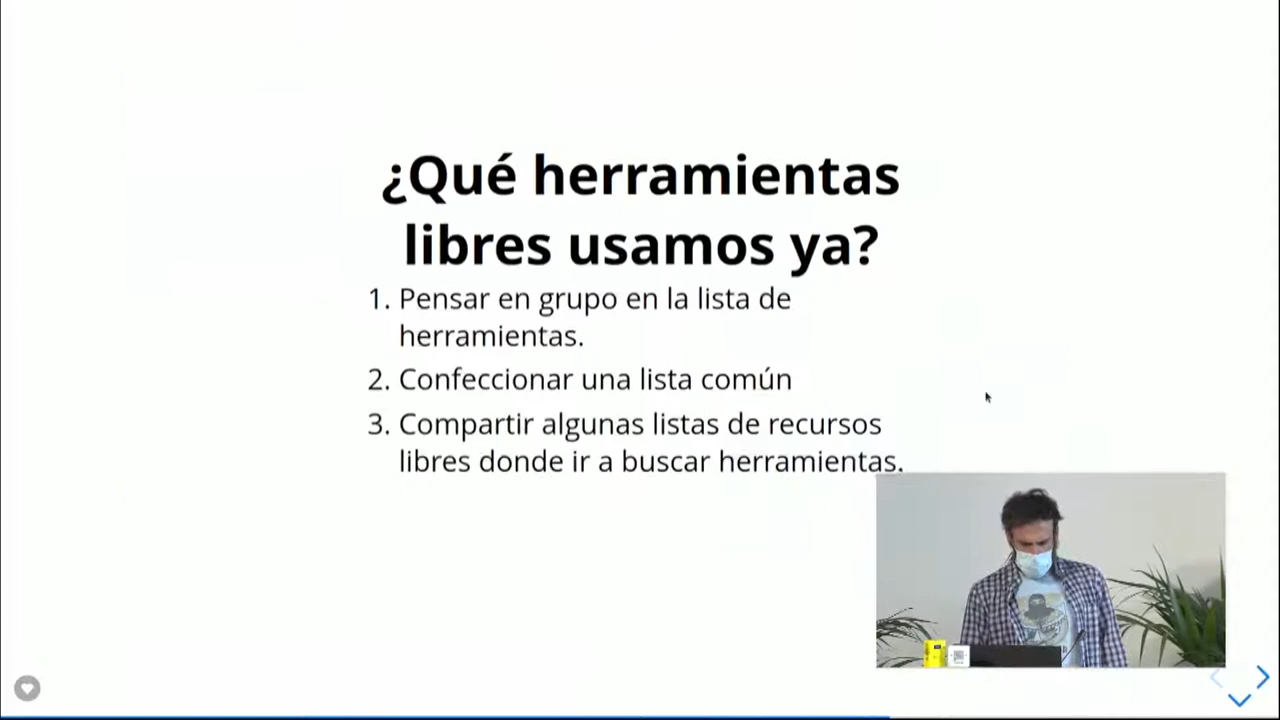 ¿Qué herramientas
libres usamos ya?
1. Pensar en grupo en la lista de
herramientas.
2. Confeccionar una lista común
3. Compartir algunas listas de recursos
libres donde ir a buscar herramientas.